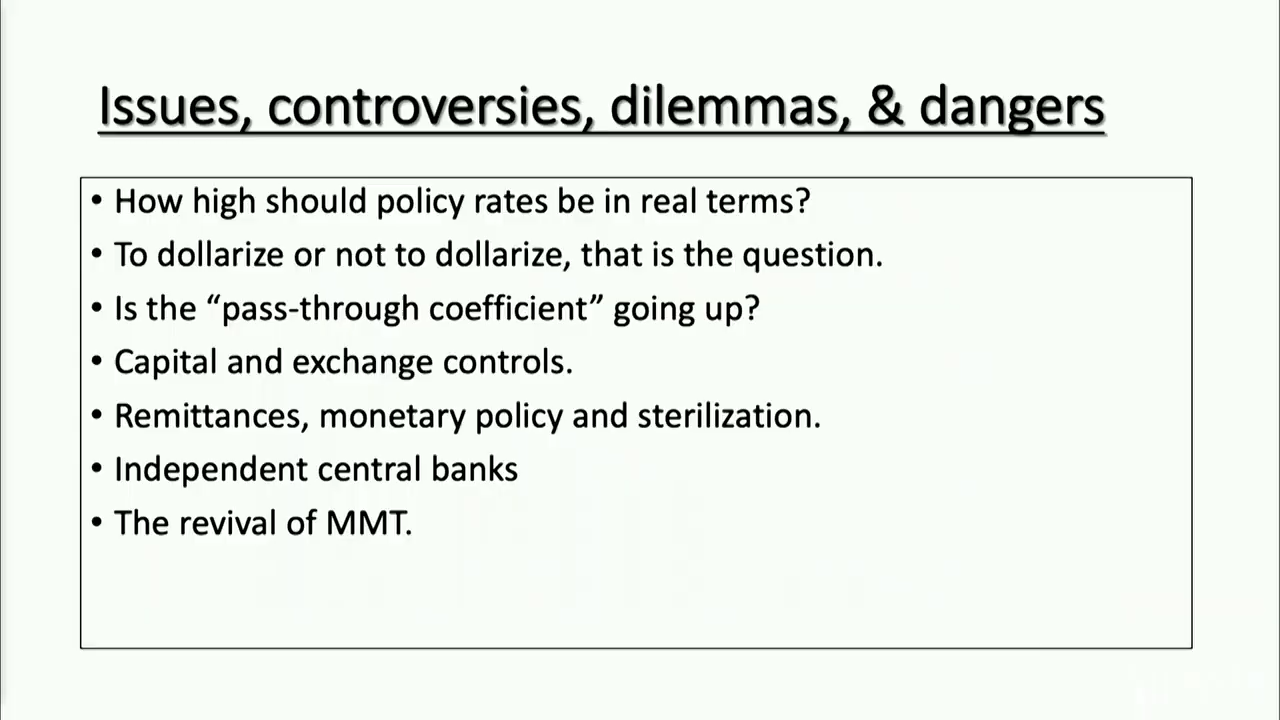 Issues, controversies, dilemmas, & dangers
• How high should policy rates be in real terms?
• To dollarize or not to dollarize, that is the question.
• Is the “pass-through coefficient” going up?
• Capital and exchange controls.
• Remittances, monetary policy and sterilization.
• Independent central banks
• The revival of MMT.